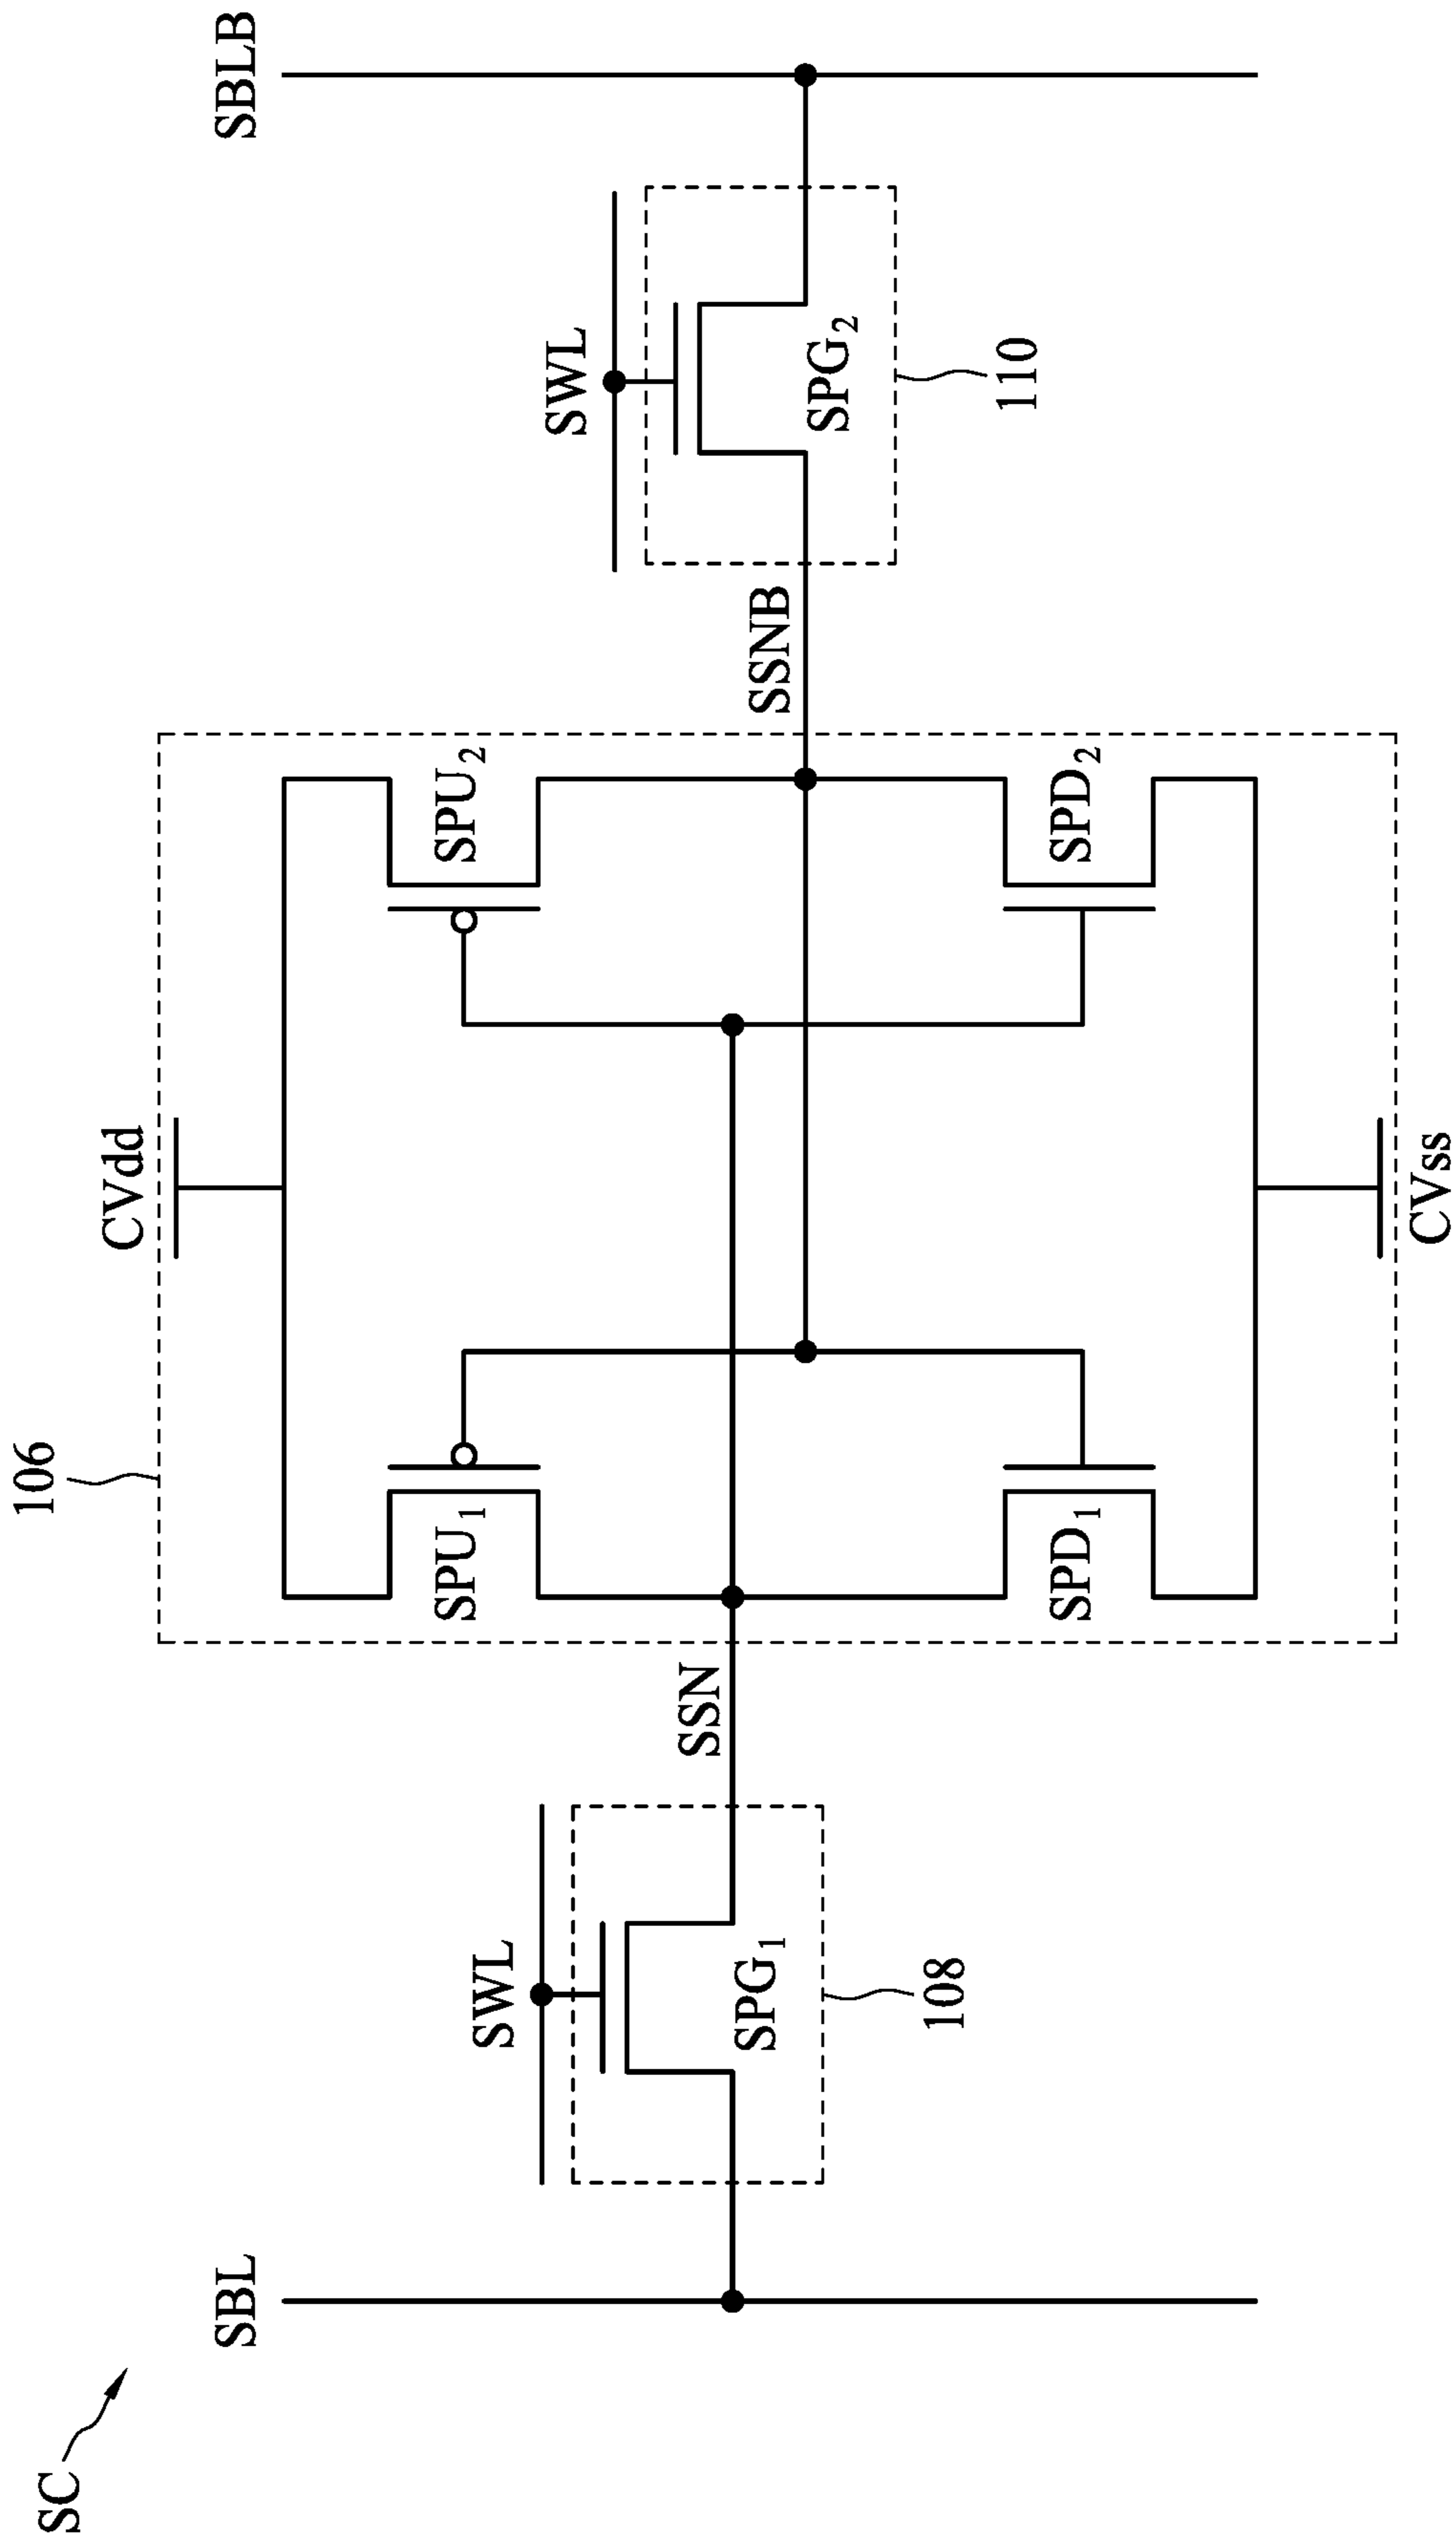 SC
106
CVdd
SBL
SBLB
SPU1
SPU2
SWL
SWL
SSN
SSNB
SPG1
SPG2
108
110
SPD1
SPD2
CVss